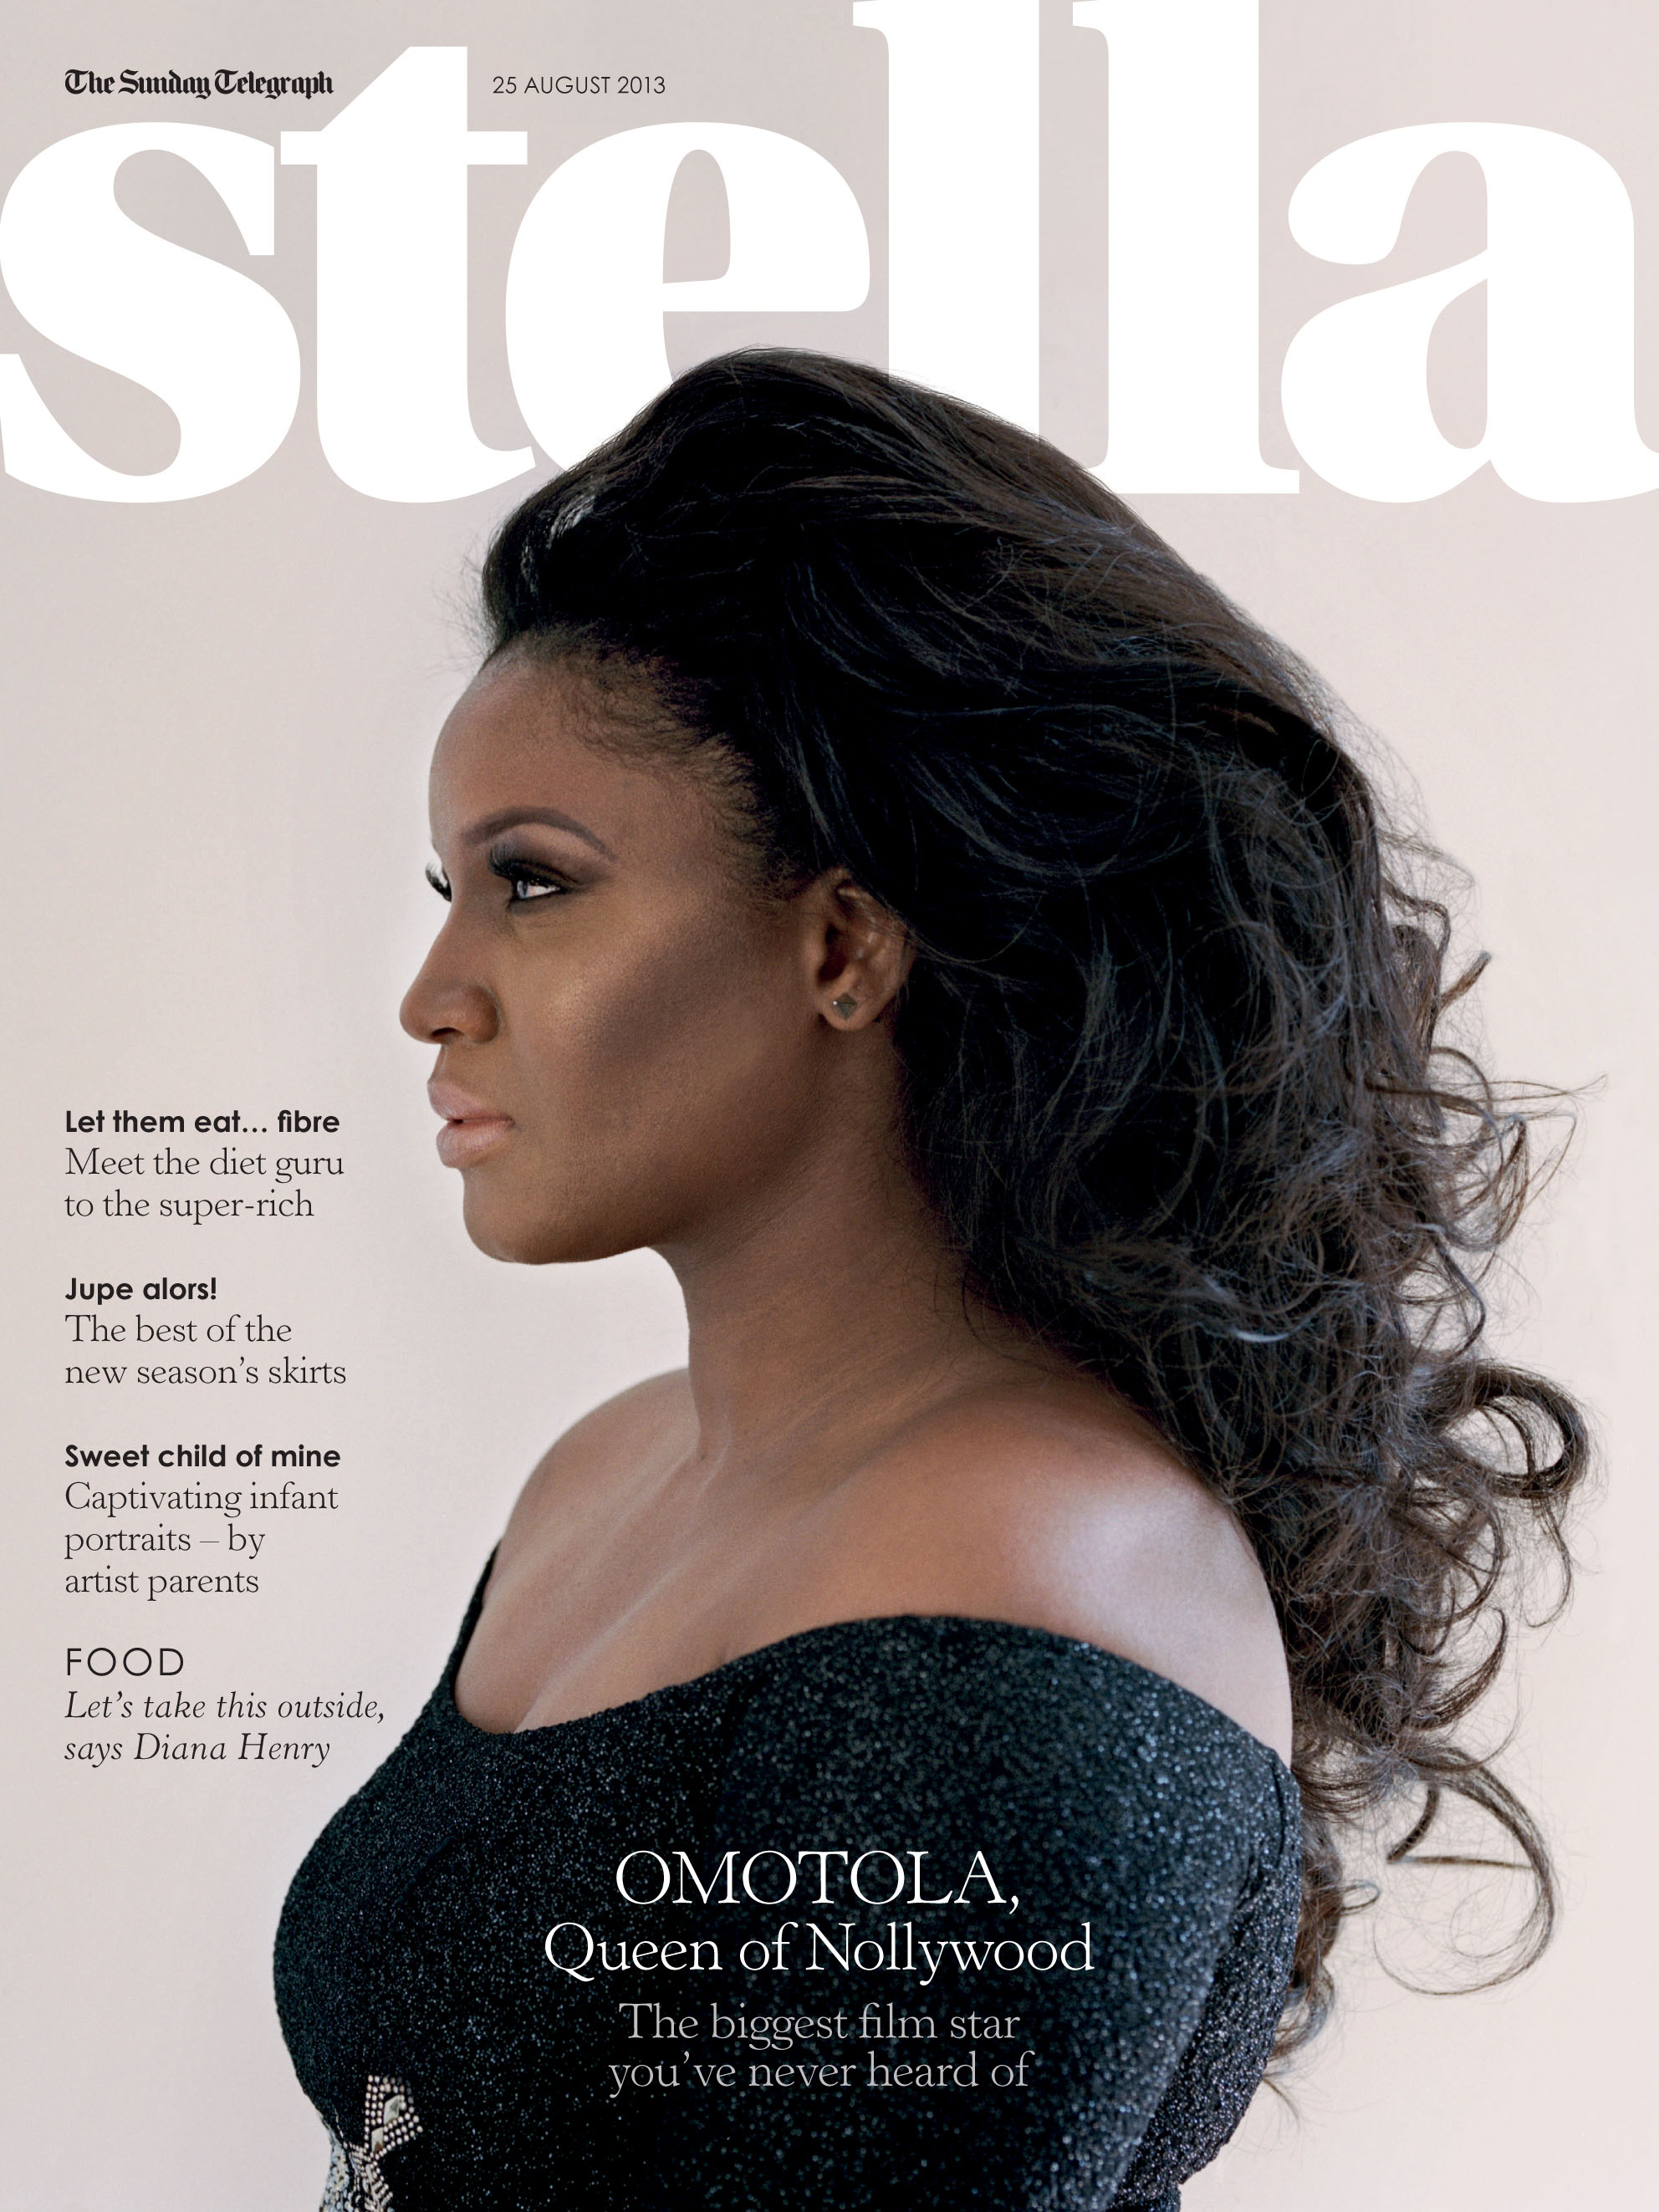 The Sunday Telegraph
25 AUGUST 2013
stella
Let them eat... fibre
Meet the diet guru
to the super-rich
Jupe alors!
The best of the
new season’s skirts
Sweet child of mine
Captivating infant
portraits – by
artist parents
FOOD
Let’s take this outside,
says Diana Henry
OMOTOLA,
Queen of Nollywood
The biggest film star
you’ve never heard of